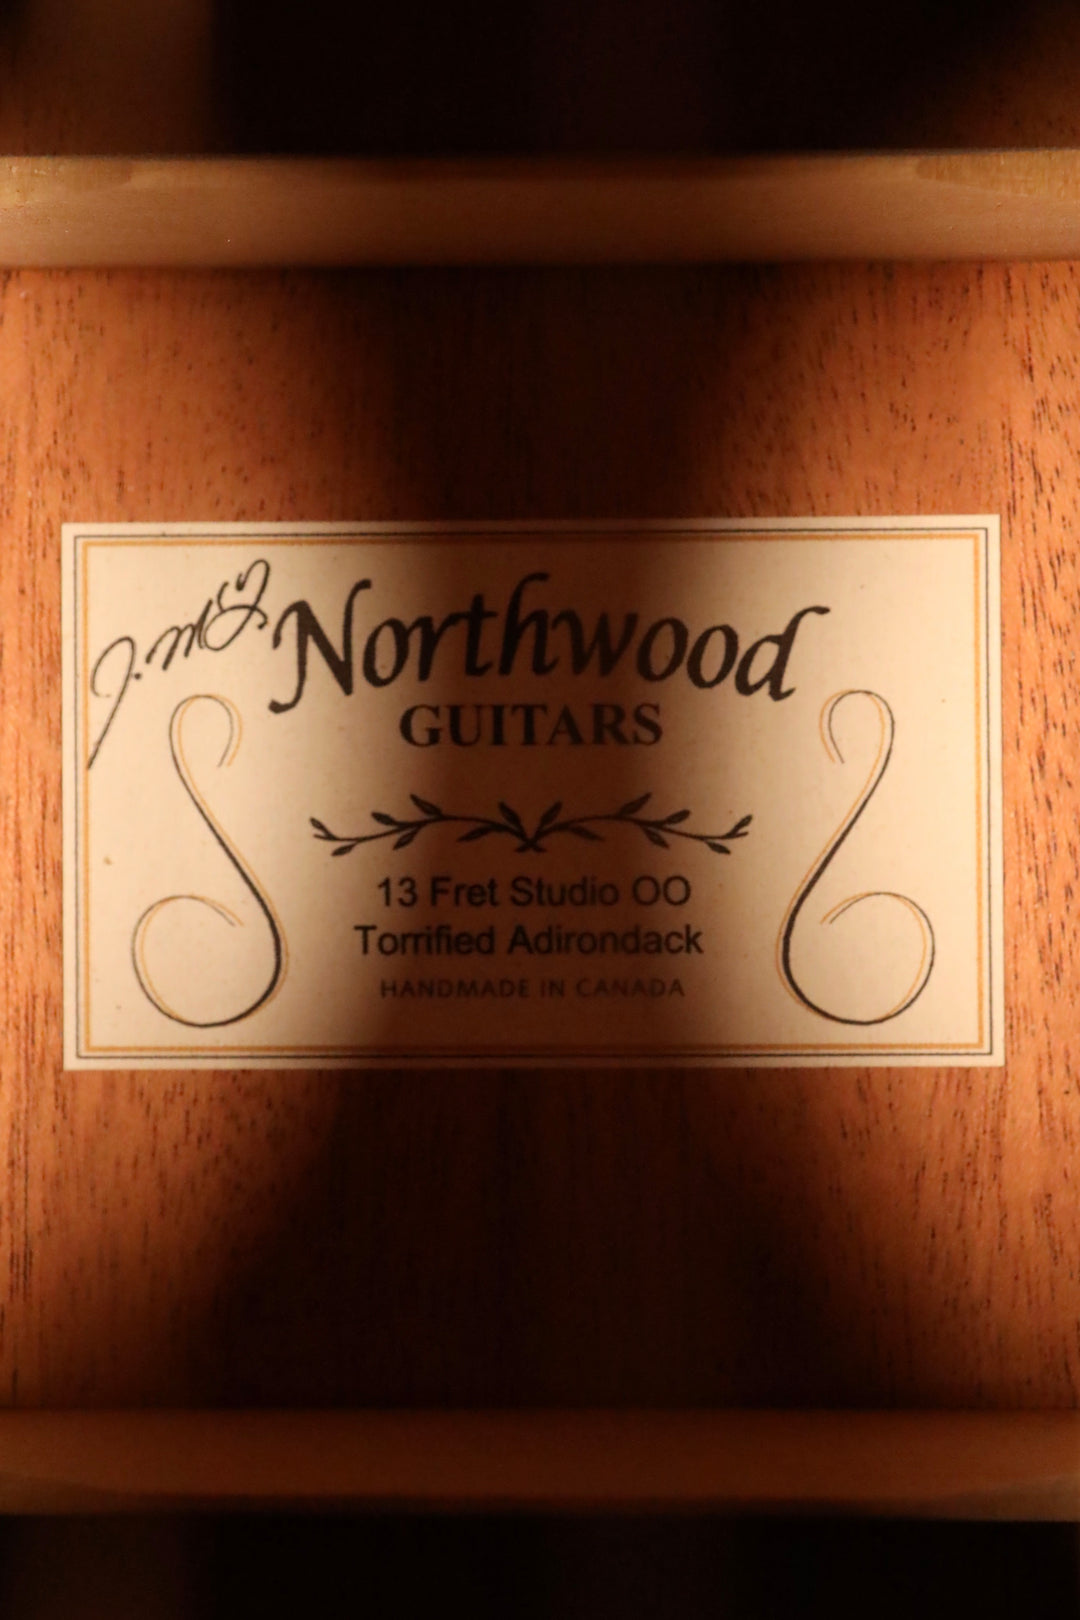 Northwood
GUITARS
13 Fret Studio OO
Torrified Adirondack
HANDMADE IN CANADA